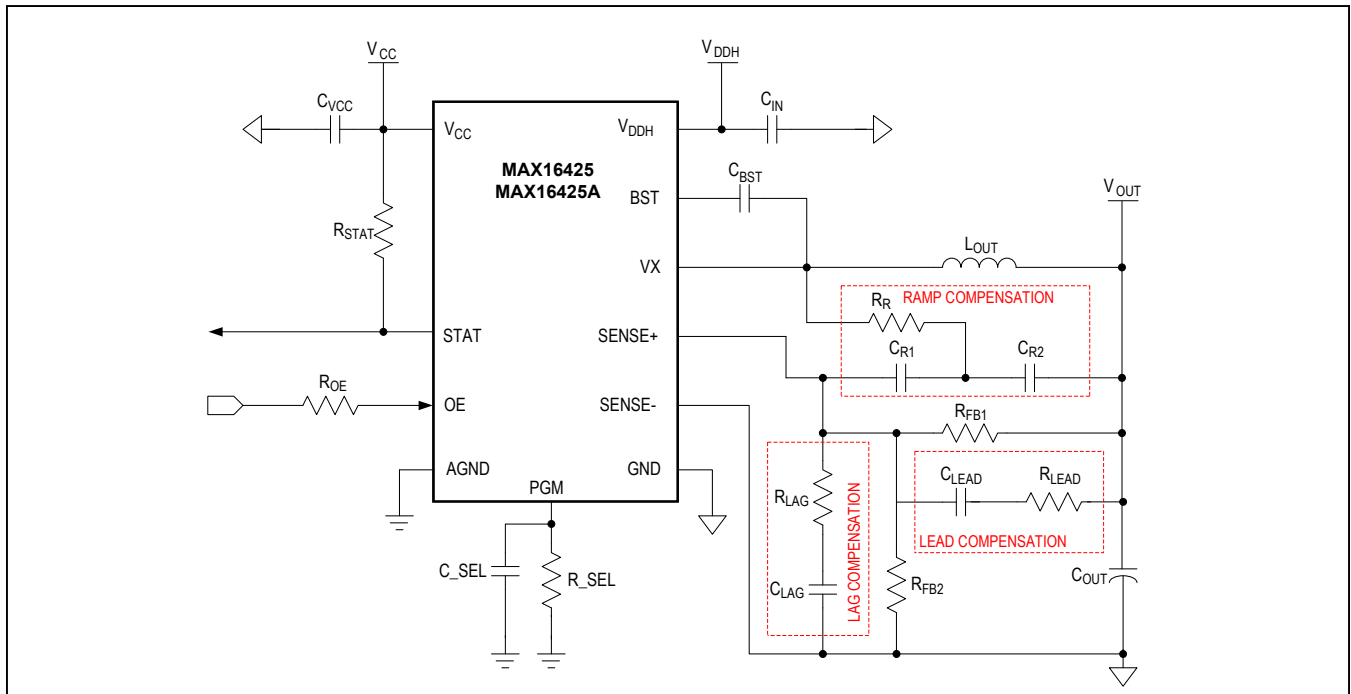 VCC
VDDH
CVCC
CIN
VCC
VDDH
MAX16425
MAX16425A
CBST
BST
VOUT
RSTAT
LOUT
VX
RAMP COMPENSATION
RR
STAT
SENSE+
CR1
CR2
ROE
OE
SENSE-
RFB1
AGND
GND
CLEAD
RLEAD
PGM
RLAG
LAG COMPENSATION
LEAD COMPENSATION
C_SEL
R_SEL
CLAG
RFB2
COUT